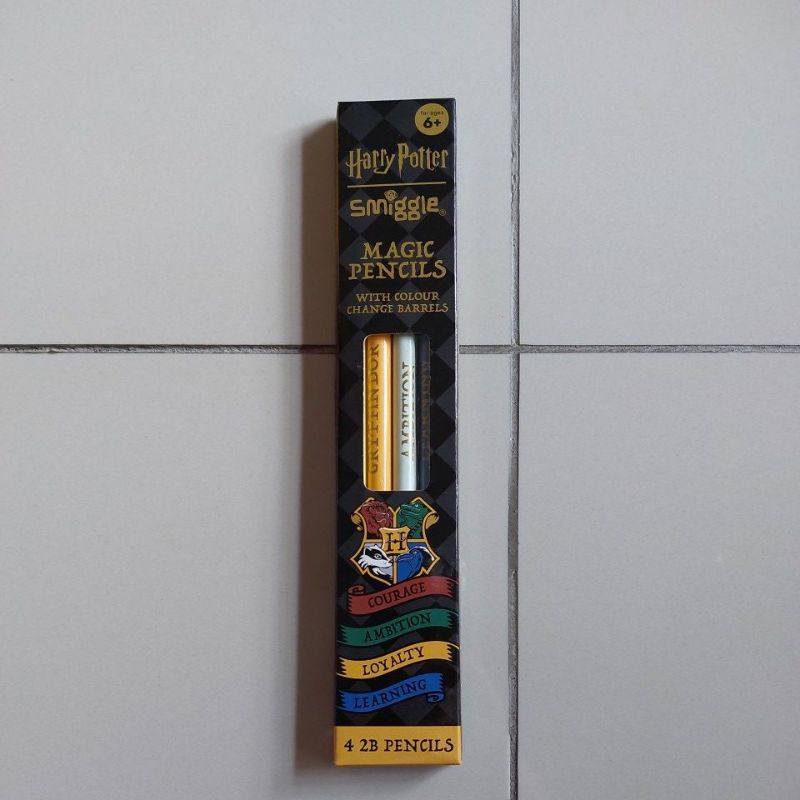 for ages
6+
Harry Potter
smiggle®
MAGIC
PENCILS
WITH COLOUR
CHANGE BARRELS
GRYFFINDOR
AMBITION
LEARNING
H
COURAGE
AMBITION
LOYALTY
LEARNING
4 2B PENCILS